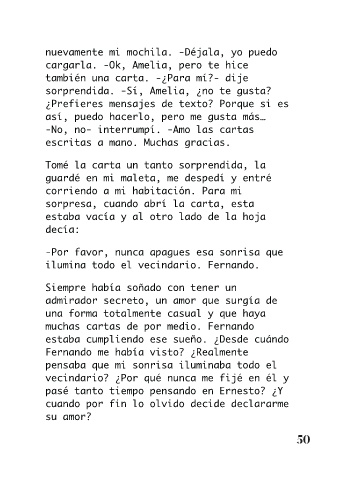 nuevamente mi mochila. -Déjala, yo puedo
cargarla. -Ok, Amelia, pero te hice
también una carta. -¿Para mí?- dije
sorprendida. -Sí, Amelia, ¿no te gusta?
¿Prefieres mensajes de texto? Porque si es
así, puedo hacerlo, pero me gusta más…
-No, no- interrumpí. -Amo las cartas
escritas a mano. Muchas gracias.
Tomé la carta un tanto sorprendida, la
guardé en mi maleta, me despedí y entré
corriendo a mi habitación. Para mi
sorpresa, cuando abrí la carta, esta
estaba vacía y al otro lado de la hoja
decía:
-Por favor, nunca apagues esa sonrisa que
ilumina todo el vecindario. Fernando.
Siempre había soñado con tener un
admirador secreto, un amor que surgía de
una forma totalmente casual y que haya
muchas cartas de por medio. Fernando
estaba cumpliendo ese sueño. ¿Desde cuándo
Fernando me había visto? ¿Realmente
pensaba que mi sonrisa iluminaba todo el
vecindario? ¿Por qué nunca me fijé en él y
pasé tanto tiempo pensando en Ernesto? ¿Y
cuando por fin lo olvido decide declararme
su amor?
50